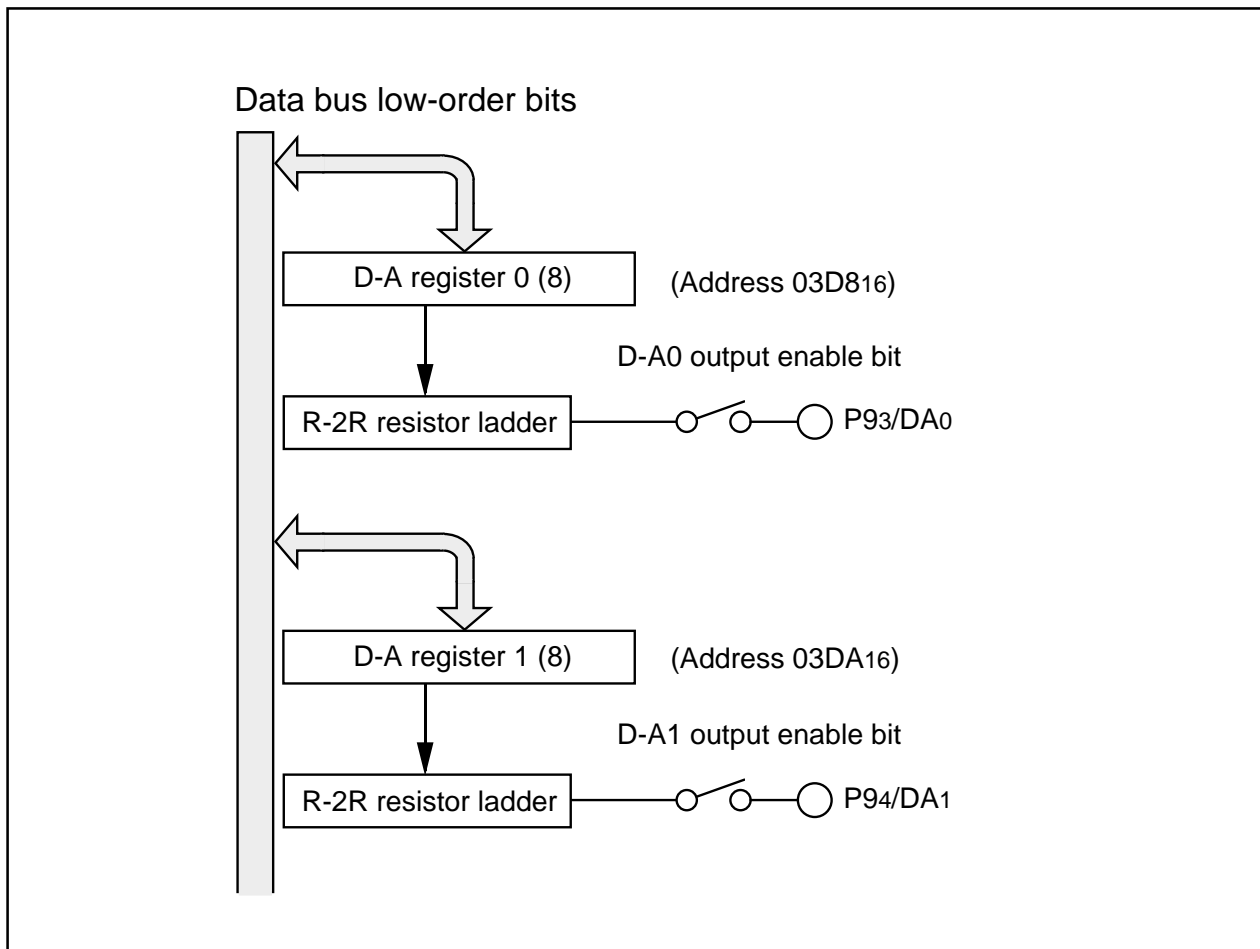 Data bus low-order bits
D-A register 0 (8)
(Address 03D816)
D-A0 output enable bit
R-2R resistor ladder
P93/DA0
D-A register 1 (8)
(Address 03DA16)
D-A1 output enable bit
R-2R resistor ladder
P94/DA1